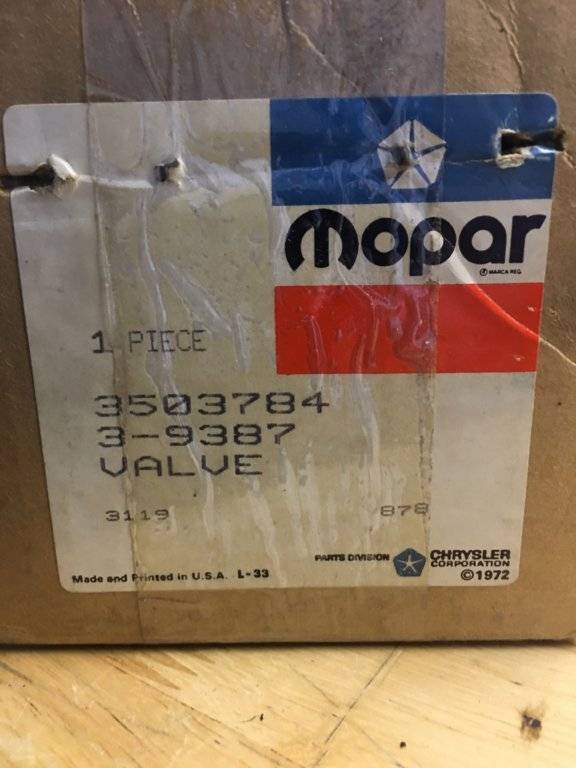 mopar
® MARCA REG.
1 PIECE
3503784
3-9387
VALVE
3119 878
PARTS DIVISION CHRYSLER
CORPORATION
Made and Printed in U.S.A. L-33 ©1972